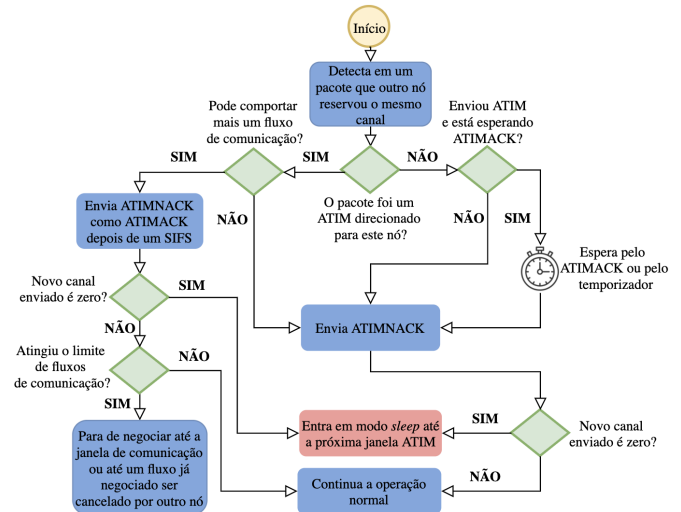 Início
Detecta em um
pacote que outro nó
reservou o mesmo
canal
Pode comportar
mais um fluxo
de comunicação?
Enviou ATIM
e está esperando
ATIMACK?
SIM
SIM
NÃO
O pacote foi um
ATIM direcionado
para este nó?
Envia ATIMNACK
como ATIMACK
depois de um SIFS
NÃO
NÃO
SIM
Espera pelo
ATIMACK ou pelo
temporizador
Novo canal
enviado é zero?
SIM
NÃO
Envia ATIMNACK
Atingiu o limite
de fluxos
de comunicação?
NÃO
SIM
Entra em modo sleep até
a próxima janela ATIM
SIM
Novo canal
enviado é zero?
Para de negociar até a
janela de comunicação
ou até um fluxo já
negociado ser
cancelado por outro nó
Continua a operação
normal
NÃO